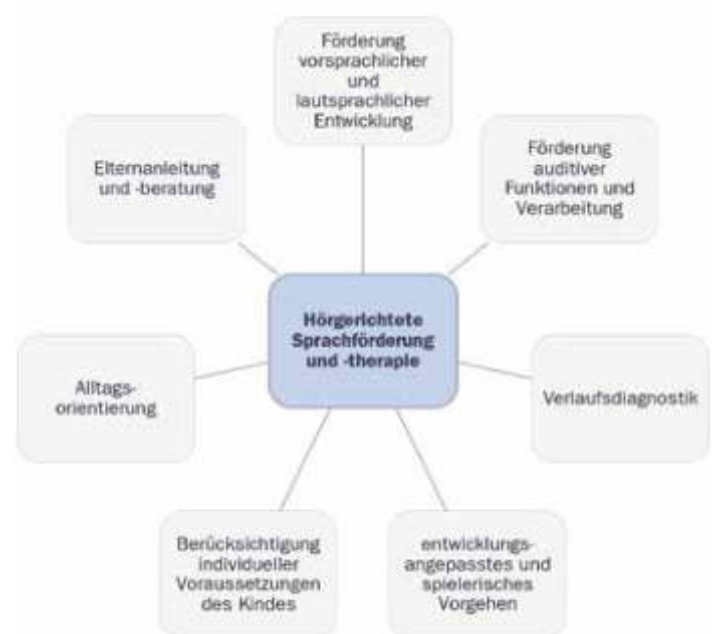 Förderung
vorsprachlicher
und
lautsprachlicher
Entwicklung
Elternanleitung
und -beratung
Förderung
auditiver
Funktionen und
Verarbeitung
Hörgerichtete
Sprachförderung
und -therapie
Alltags-
orientierung
Verlaufsdiagnostik
Berücksichtigung
individueller
Voraussetzungen
des Kindes
entwicklungs-
angepasstes und
spielerisches
Vorgehen